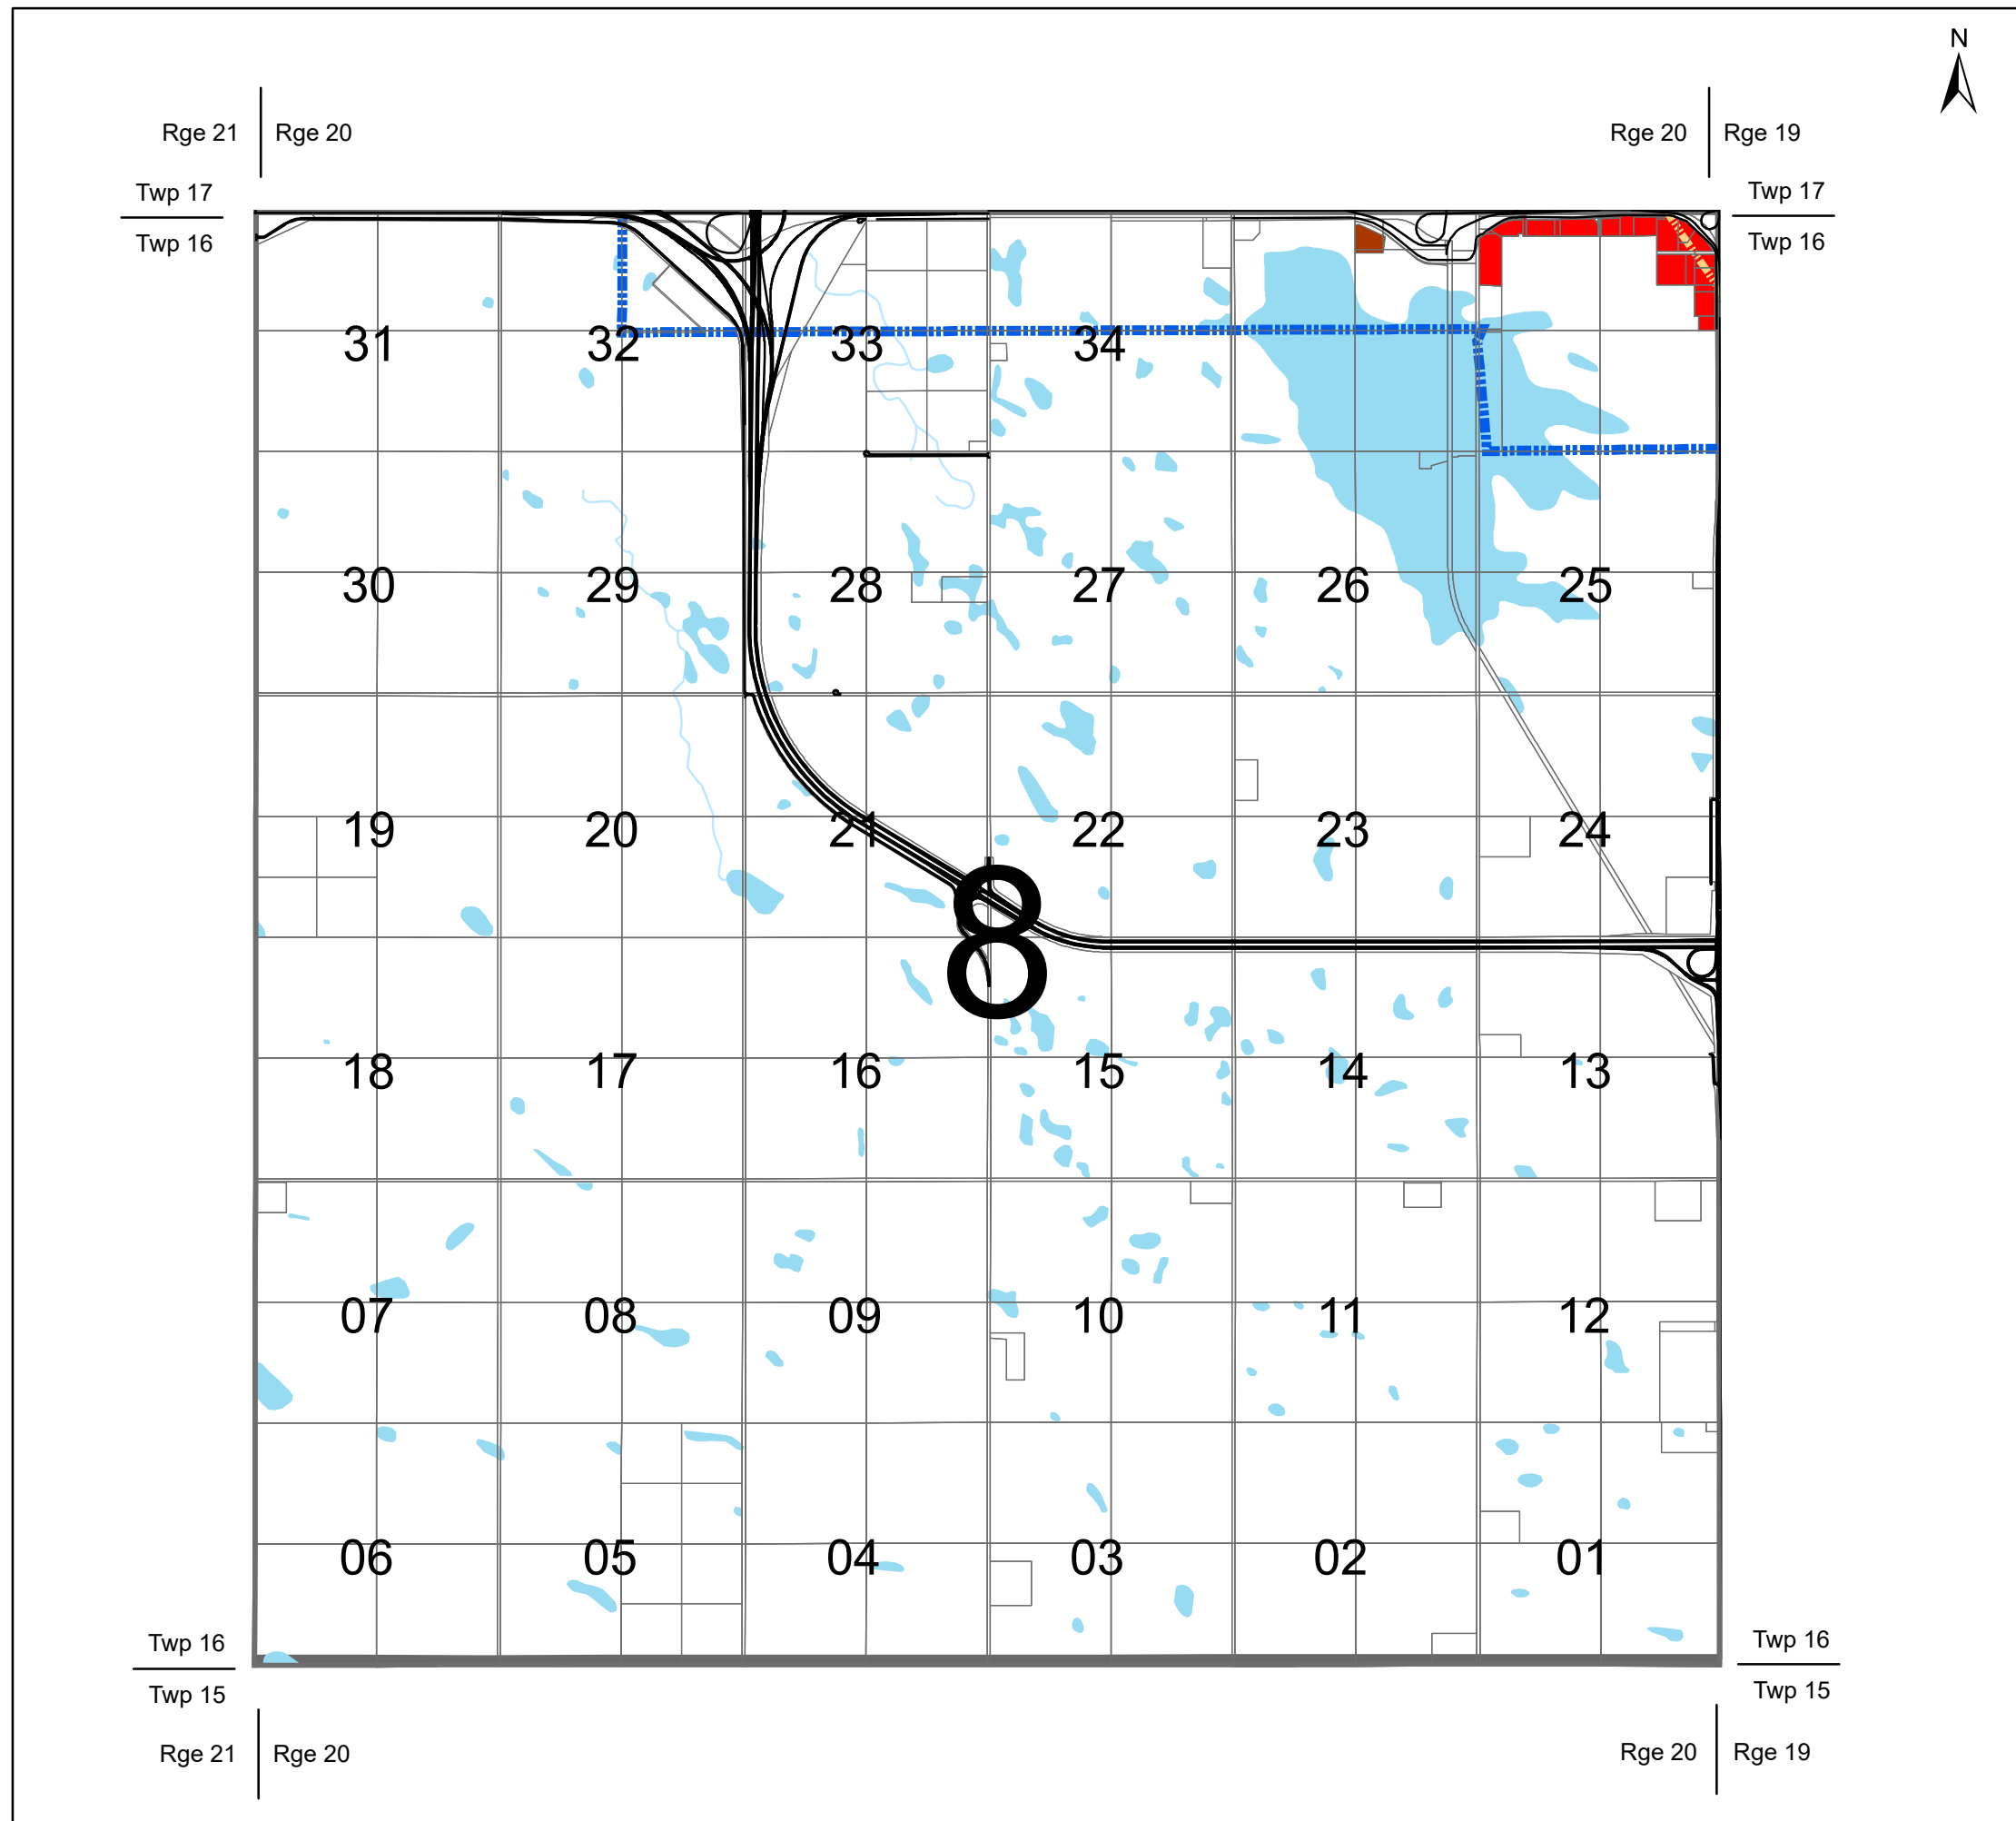 N
Rge 21 Rge 20 Rge 20 Rge 19
Twp 17 Twp 17
Twp 16 Twp 16
31 32 33 34
30 29 28 27 26 25
19 20 21 22 23 24
8
18 17 16 15 14 13
07 08 09 10 11 12
06 05 04 03 02 01
Twp 16 Twp 16
Twp 15 Twp 15
Rge 21 Rge 20 Rge 20 Rge 19